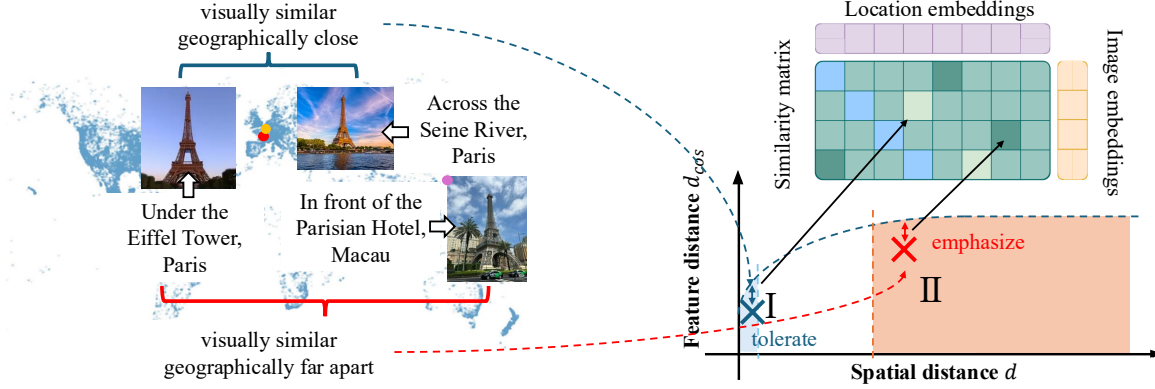 visually similar
geographically close
Across the
Seine River,
Paris
Under the
Eiffel Tower,
Paris
In front of the
Parisian Hotel,
Macau
visually similar
geographically far apart
Location embeddings
Similarity matrix
Image embeddings
Feature distance d_cos
emphasize
I
II
tolerate
Spatial distance d